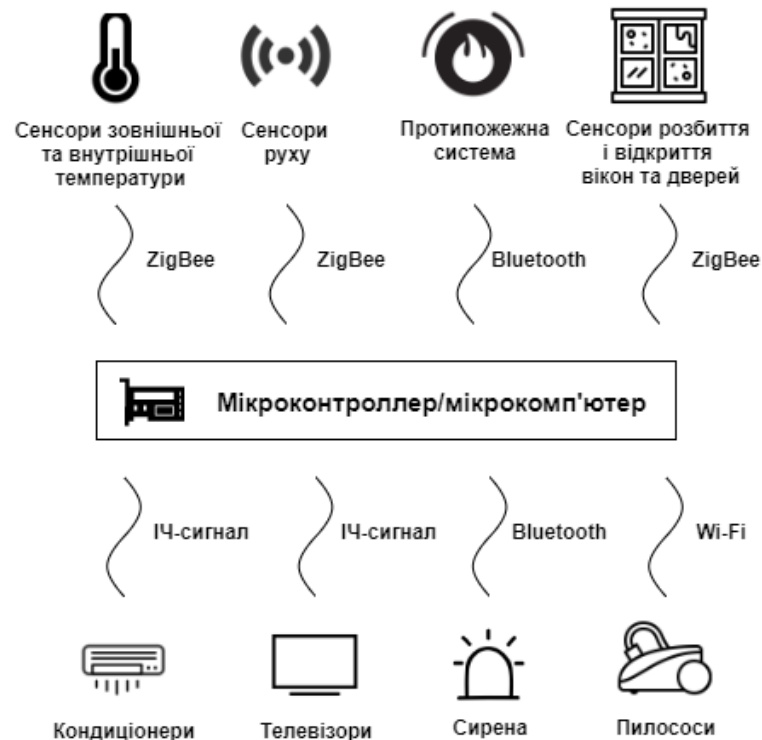 Сенсори зовнішньої
та внутрішньої
температури
Сенсори
руху
Протипожежна
система
Сенсори розбиття
і відкриття
вікон та дверей
ZigBee
ZigBee
Bluetooth
ZigBee
Мікроконтроллер/мікрокомп'ютер
ІЧ-сигнал
ІЧ-сигнал
Bluetooth
Wi-Fi
Кондиціонери
Телевізори
Сирена
Пилососи